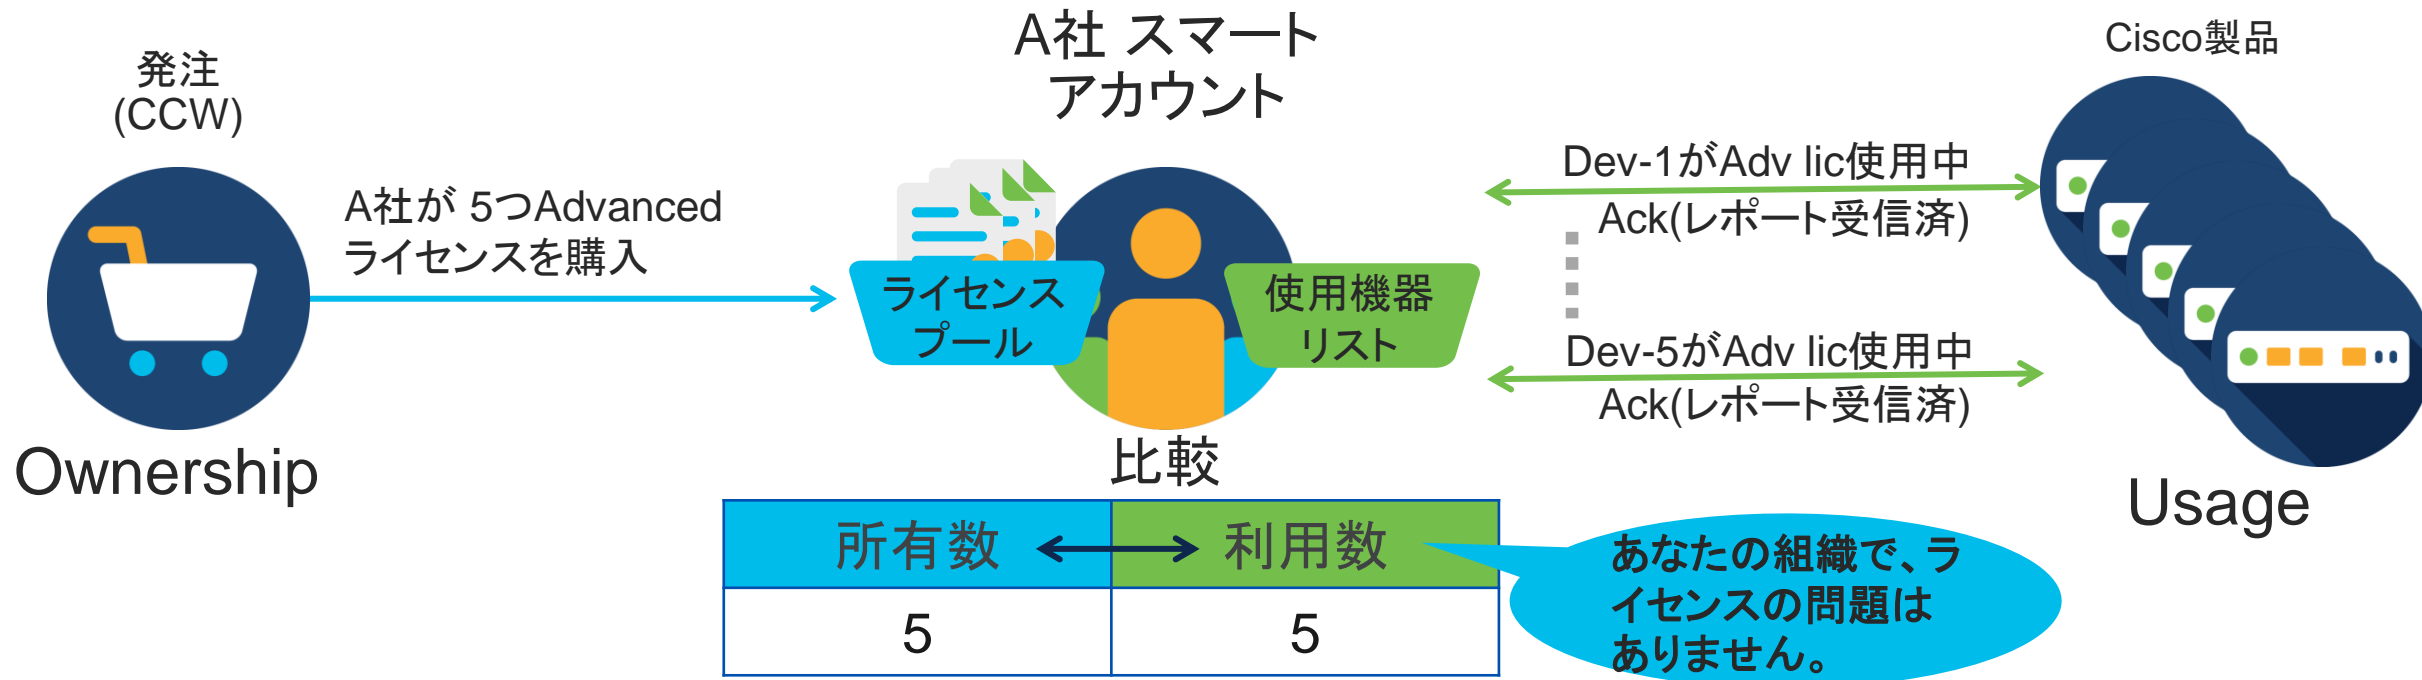 発注
(CCW)
A社が 5つAdvanced
ライセンスを購入
Ownership
A社 スマート
アカウント
ライセンス
プール
使用機器
リスト
比較
所有数
利用数
5
5
あなたの組織で、ラ
イセンスの問題は
ありません。
Dev-1がAdv lic使用中
Ack(レポート受信済)
Dev-5がAdv lic使用中
Ack(レポート受信済)
Cisco製品
Usage